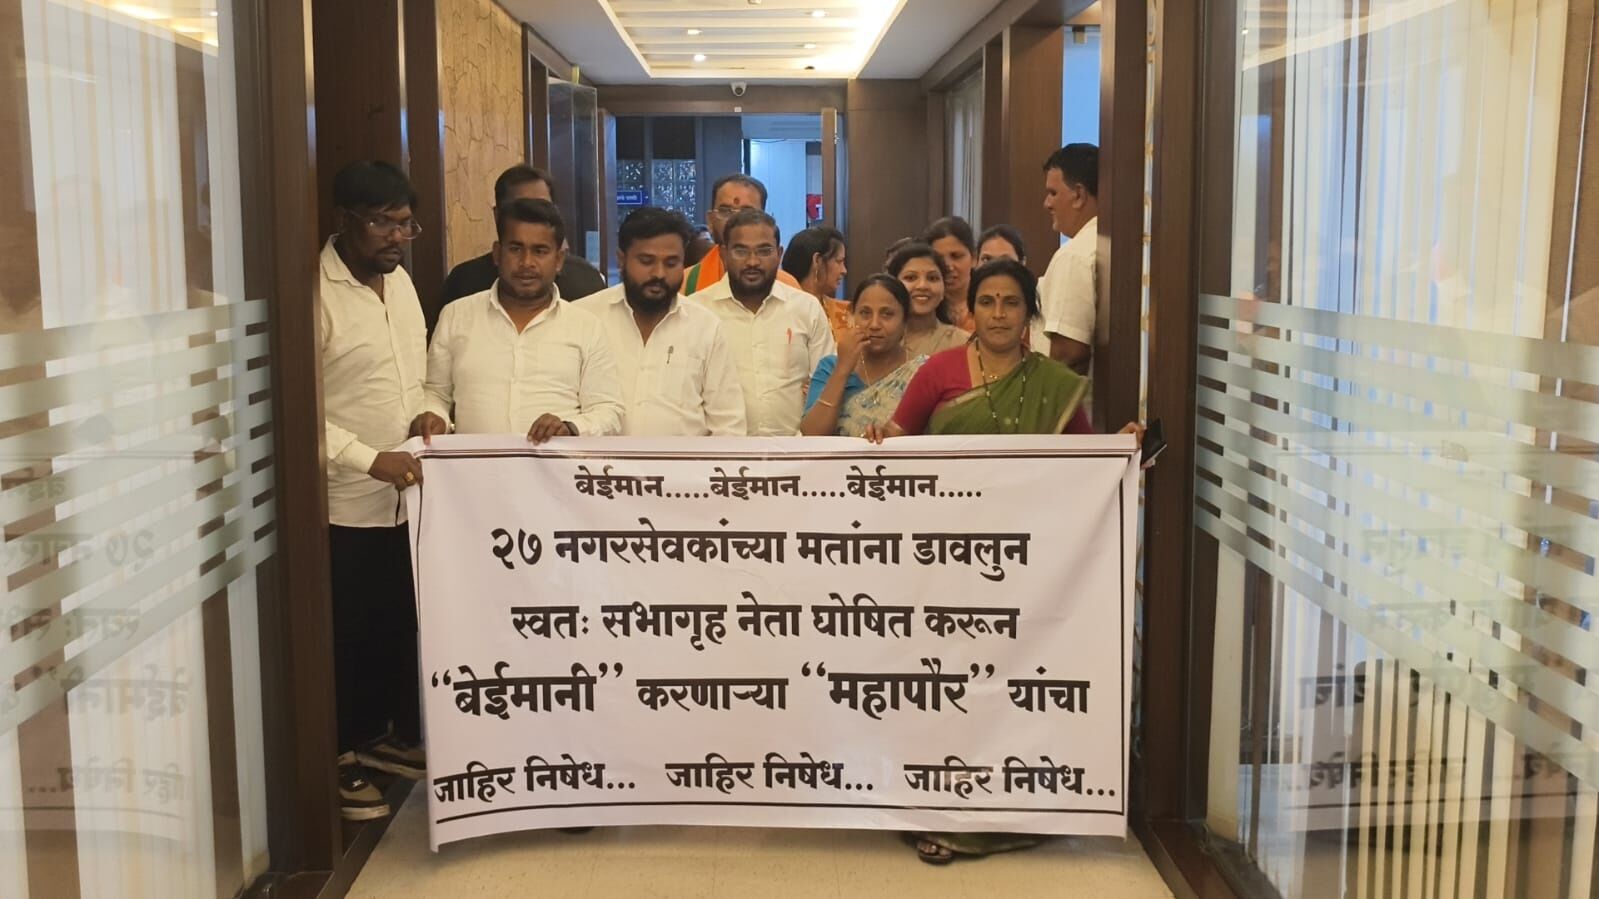 बेईमान.....बेईमान.....बेईमान.....
२७ नगरसेवकांच्या मतांना डावलुन
स्वतः सभागृह नेता घोषित करून
“बेईमानी” करणाऱ्या “महापौर” यांचा
जाहिर निषेध... जाहिर निषेध... जाहिर निषेध...